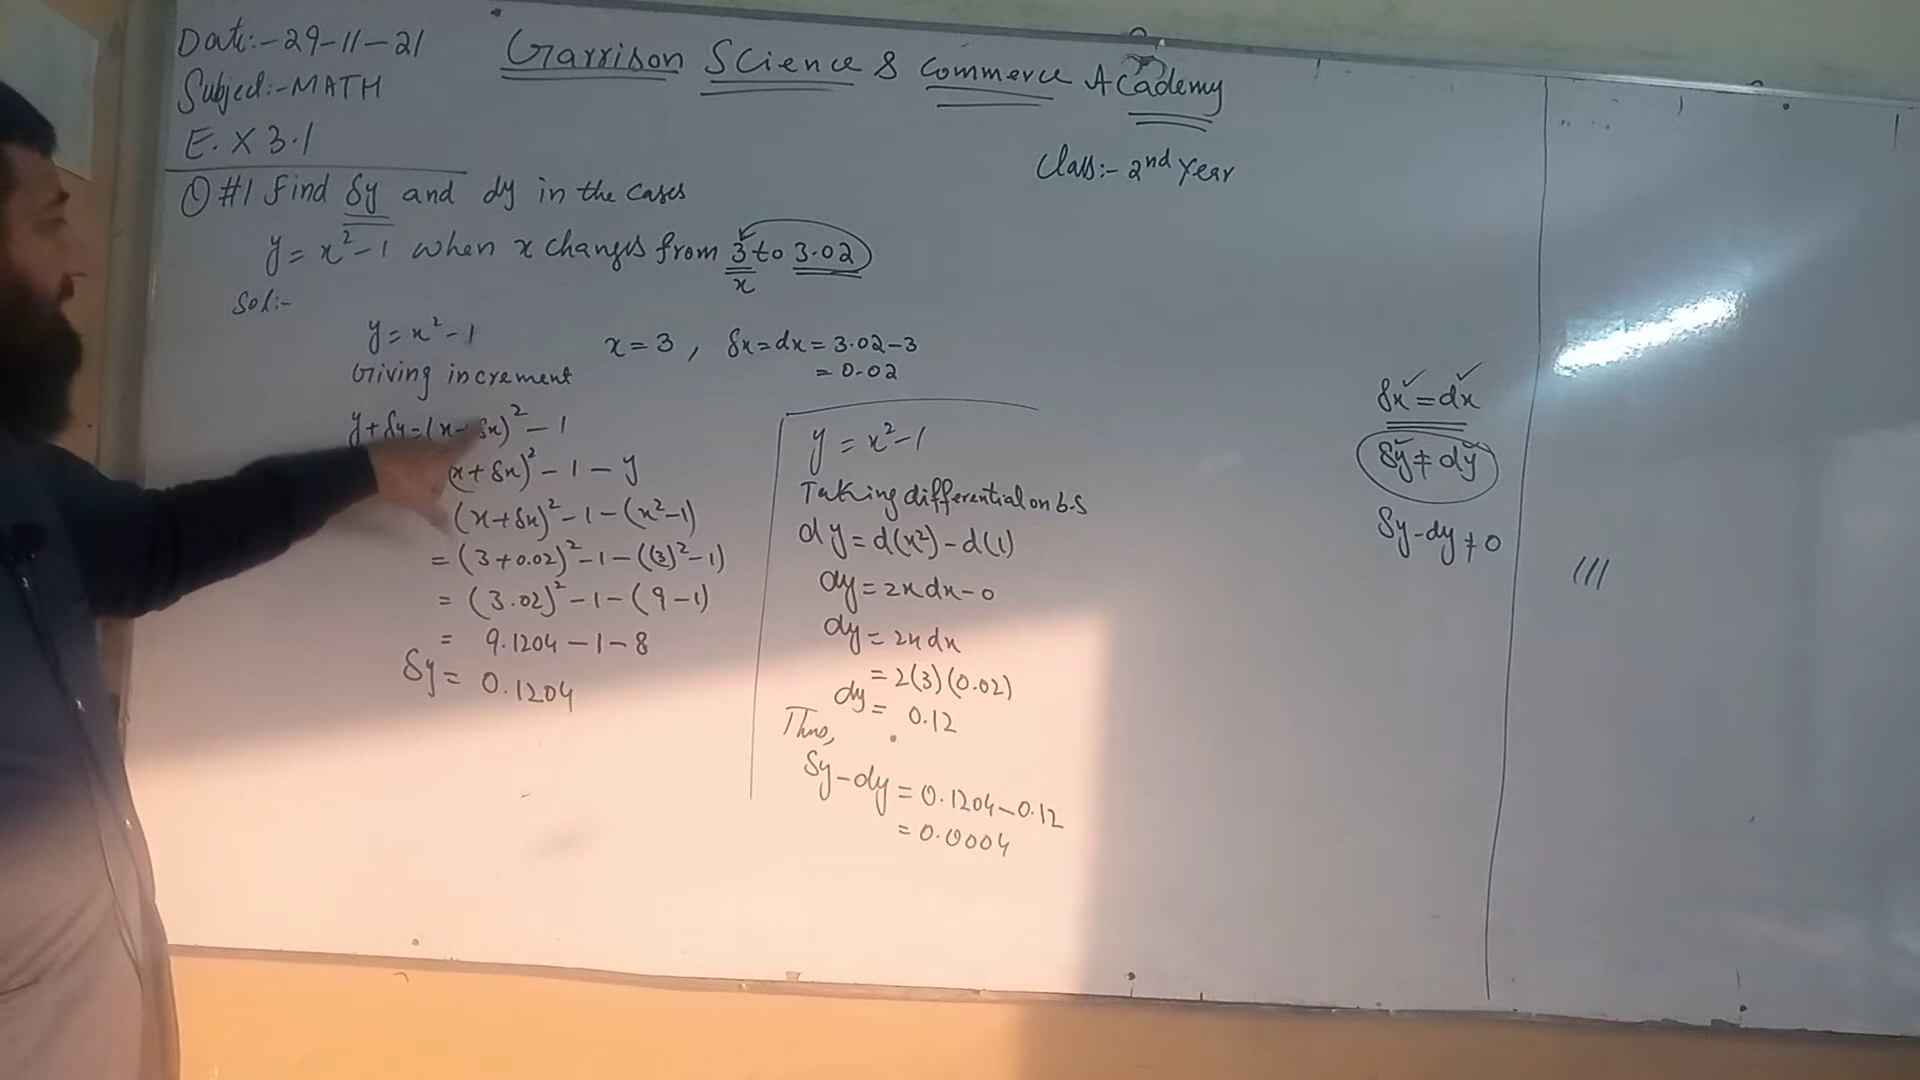 Date:-29-11-21
Garrison Science & Commerce Academy
Subject:-MATH
E.X 3.1
Class:- 2nd Year
Q#1 Find δy and dy in the cases
y = x²-1 when x changes from 3 to 3.02
x
Sol:-
y = x²-1
x = 3 , δx = dx = 3.02-3
= 0.02
Giving increment
y+δy=(x+δx)²-1
(x+δx)²-1-y
(x+δx)²-1-(x²-1)
= (3+0.02)²-1-((3)²-1)
= (3.02)²-1-(9-1)
= 9.1204-1-8
δy = 0.1204
y = x²-1
Taking differential on b.s
dy = d(x²)-d(1)
dy = 2xdx-0
dy = 2xdx
= 2(3)(0.02)
dy = 0.12
Thus,
δy-dy = 0.1204-0.12
= 0.0004
δx = dx
δy ≠ dy
δy-dy ≠ 0